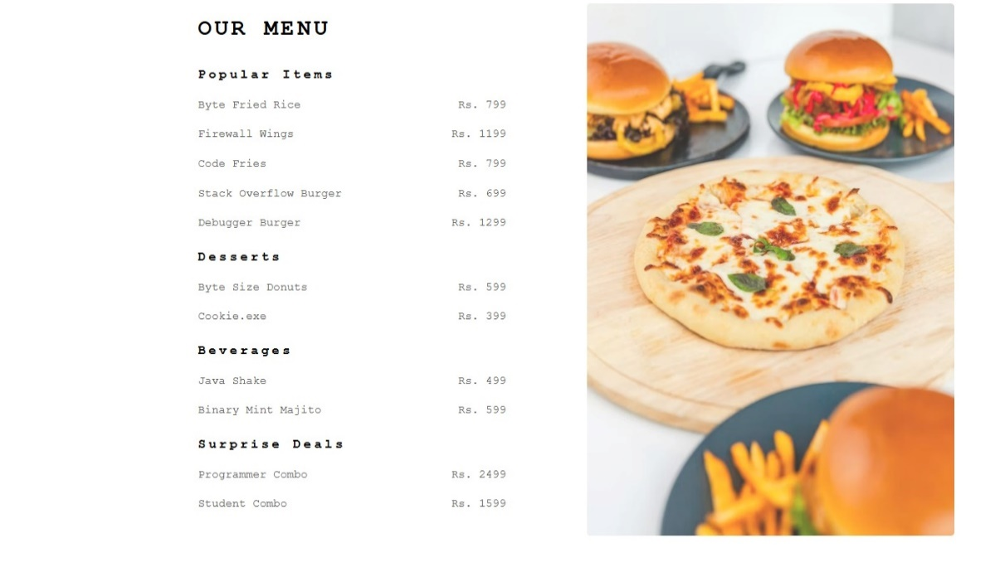 OUR MENU
Popular Items
Byte Fried Rice Rs. 799
Firewall Wings Rs. 1199
Code Fries Rs. 799
Stack Overflow Burger Rs. 699
Debugger Burger Rs. 1299
Desserts
Byte Size Donuts Rs. 599
Cookie.exe Rs. 399
Beverages
Java Shake Rs. 499
Binary Mint Majito Rs. 599
Surprise Deals
Programmer Combo Rs. 2499
Student Combo Rs. 1599